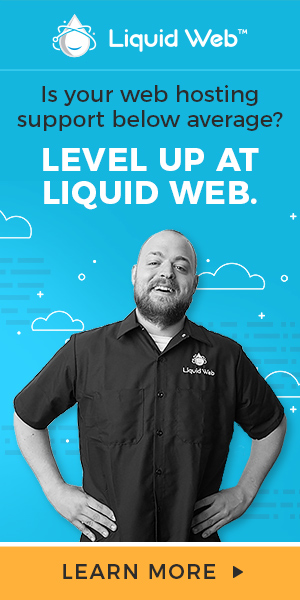 Liquid Web™
Is your web hosting
support below average?
LEVEL UP AT
LIQUID WEB.
Liquid Web
LEARN MORE